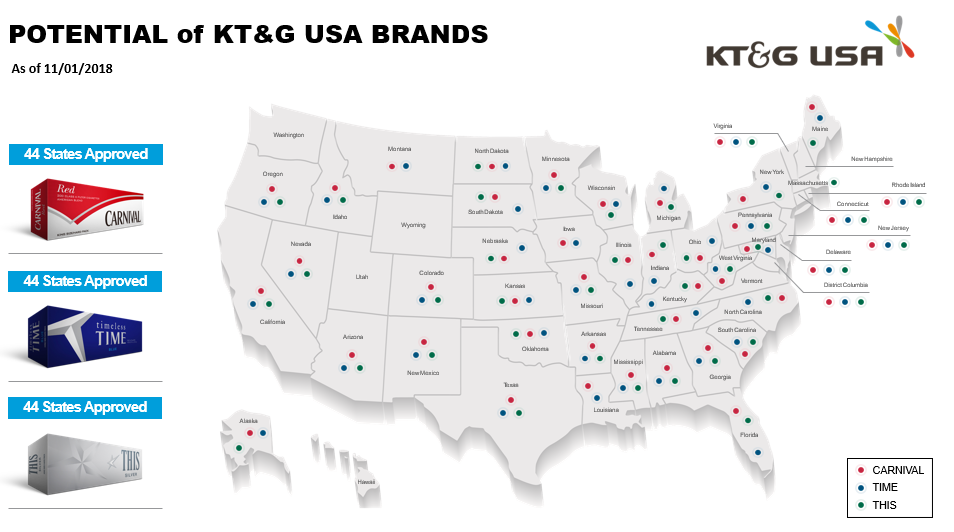 POTENTIAL of KT&G USA BRANDS
KT&G USA
As of 11/01/2018
44 States Approved
Red
CARNIVAL
CARNIVAL
44 States Approved
TIME
timeless
TIME
44 States Approved
THIS
THIS
SILVER
Washington
Oregon
Montana
Idaho
North Dakota
South Dakota
Wyoming
Minnesota
Wisconsin
Michigan
Iowa
Nebraska
Nevada
Utah
Colorado
Kansas
California
Arizona
New Mexico
Oklahoma
Texas
Missouri
Illinois
Indiana
Ohio
Kentucky
Tennessee
Arkansas
Mississippi
Alabama
Louisiana
Georgia
Florida
South Carolina
North Carolina
Vermont
West Virginia
Maryland
Pennsylvania
New York
Virginia
Maine
New Hampshire
Massachusetts
Rhode Island
Connecticut
New Jersey
Delaware
District Columbia
Alaska
Hawaii
CARNIVAL
TIME
THIS